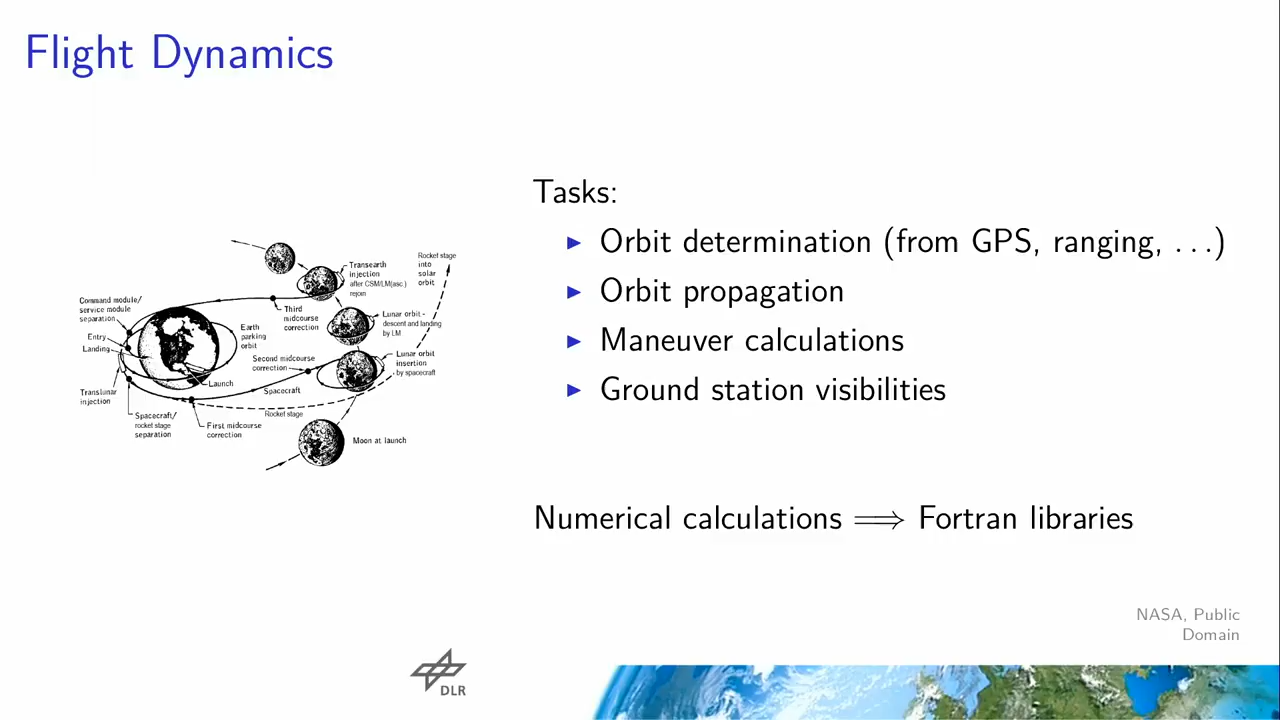 Flight Dynamics
Tasks:
▶ Orbit determination (from GPS, ranging, ...)
▶ Orbit propagation
▶ Maneuver calculations
▶ Ground station visibilities
Numerical calculations ⟹ Fortran libraries
Command module/
service module
separation
Entry
Landing
Translunar
injection
Spacecraft/
rocket stage
separation
First midcourse
correction
Launch
Earth
parking
orbit
Second midcourse
correction
Spacecraft
Rocket stage
Third
midcourse
correction
Transearth
injection
after CSM/LM(asc.)
rejoin
Rocket stage
into
solar
orbit
Lunar orbit -
descent and landing
by LM
Lunar orbit
insertion
by spacecraft
Moon at launch
NASA, Public
Domain
DLR